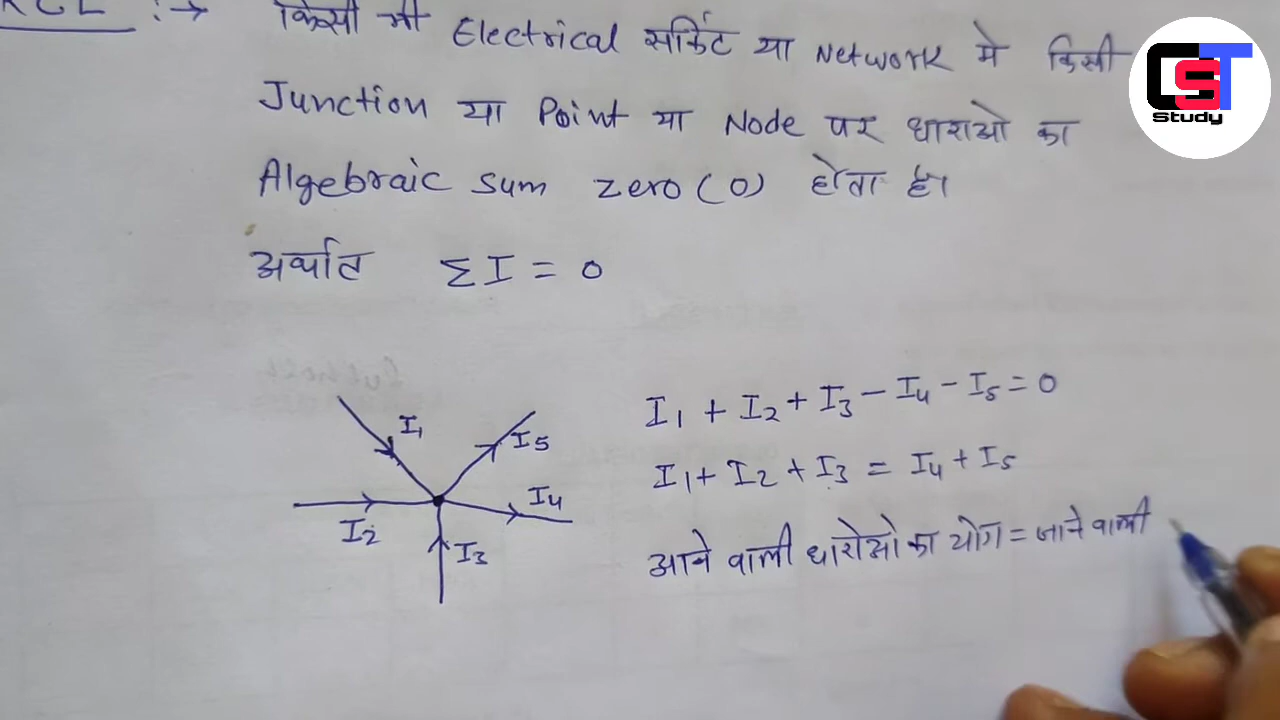 KCL :→ किसी भी Electrical सर्किट या Network मे किसी
Junction या Point या Node पर धाराओ का
Algebraic sum zero (0) होता है।
अर्थात ΣI = 0
I₁ + I₂ + I₃ - I₄ - I₅ = 0
I₁ + I₂ + I₃ = I₄ + I₅
आने वाली धाराओ का योग = जाने वाली
I₁
I₅
I₄
I₂
I₃
CST
Study